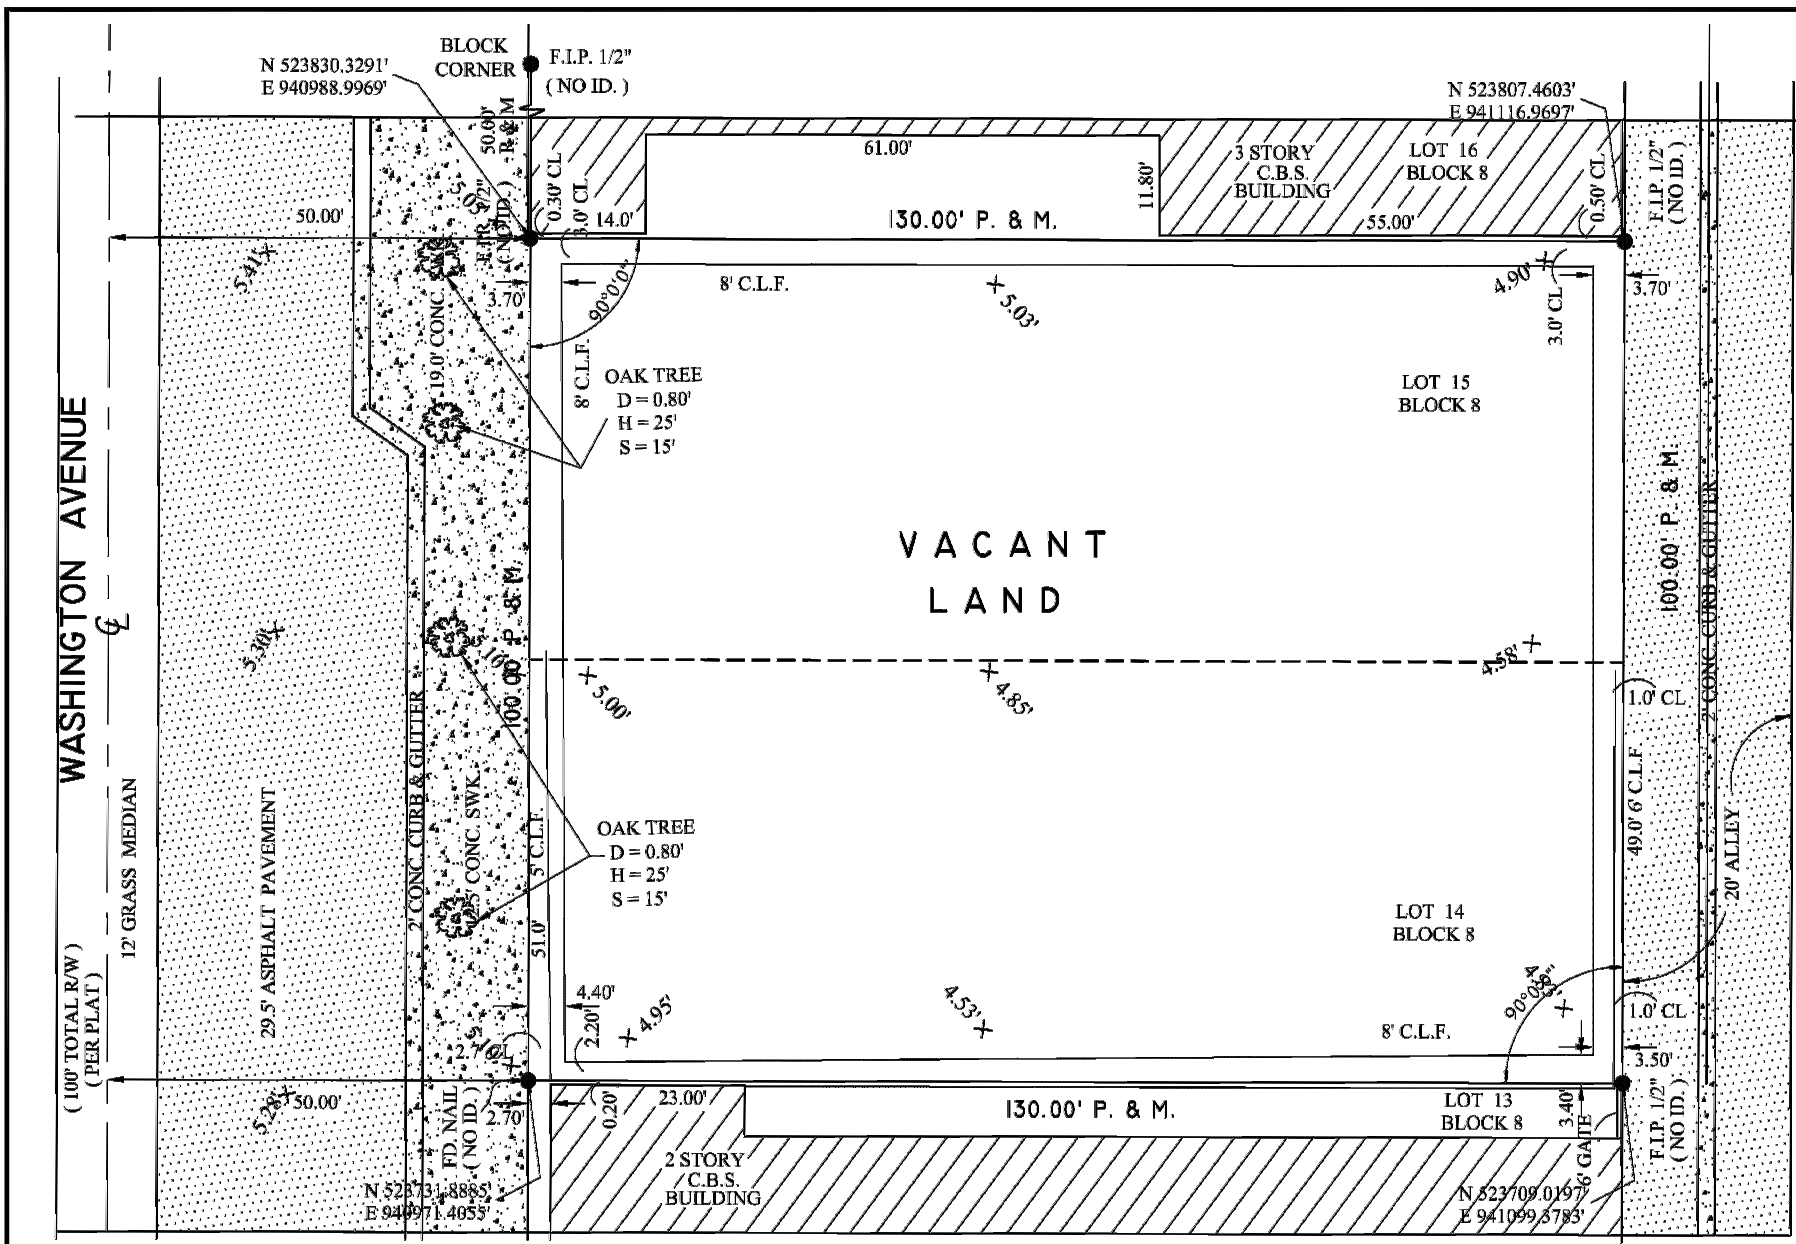 BLOCK
CORNER
F.I.P. 1/2"
( NO ID. )
N 523830.3291'
E 940988.9969'
N 523807.4603'
E 941116.9697'
50.00'
R & M
61.00'
11.80'
3 STORY
C.B.S.
BUILDING
LOT 16
BLOCK 8
0.50' CL
F.I.P. 1/2"
( NO ID. )
0.30' CL
3.0' CL
14.0'
130.00' P. & M.
55.00'
50.00'
( NO ID. )
5.41'
19.0' CONC. SWK.
3.70'
90°0'0"
8' C.L.F.
5.03'
4.90'
3.0' CL
3.70'
8' C.L.F.
OAK TREE
D = 0.80'
H = 25'
S = 15'
LOT 15
BLOCK 8
WASHINGTON AVENUE
100.00' P. & M.
2' CONC. CURB & GUTTER
VACANT
LAND
100.00' P. & M.
5.30'
5.10'
5.00'
4.85'
4.58'
1.0' CL
49.0' 6' C.L.F.
20' ALLEY
12' GRASS MEDIAN
29.5' ASPHALT PAVEMENT
2' CONC. CURB & GUTTER
5' C.L.F.
51.0'
OAK TREE
D = 0.80'
H = 25'
S = 15'
LOT 14
BLOCK 8
( 100' TOTAL R/W )
( PER PLAT )
4.40'
2.20'
4.95'
4.53'
90°0'0"
1.0' CL
8' C.L.F.
3.50'
5.28'
50.00'
FD. NAIL
( NO ID. )
2.70'
0.20'
23.00'
130.00' P. & M.
LOT 13
BLOCK 8
3.40'
6' GATE
F.I.P. 1/2"
( NO ID. )
2 STORY
C.B.S.
BUILDING
N 523731.8885'
E 940971.4055'
N 523709.0197'
E 941099.3783'